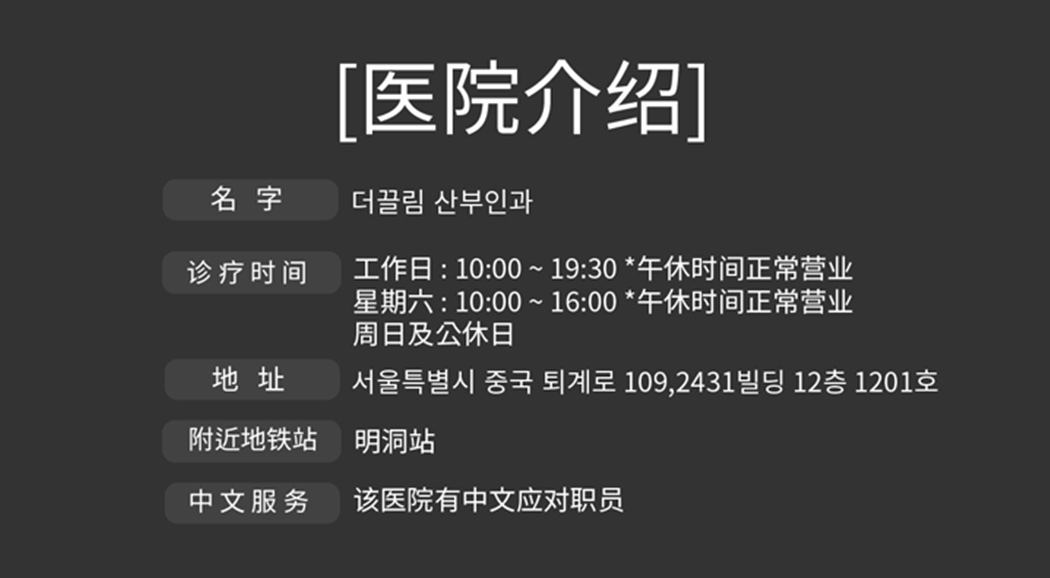 [医院介绍]
名 字 더끌림 산부인과
诊疗时间 工作日 : 10:00 ~ 19:30 *午休时间正常营业
星期六 : 10:00 ~ 16:00 *午休时间正常营业
周日及公休日
地 址 서울특별시 중국 퇴계로 109,2431빌딩 12층 1201호
附近地铁站 明洞站
中文服务 该医院有中文应对职员